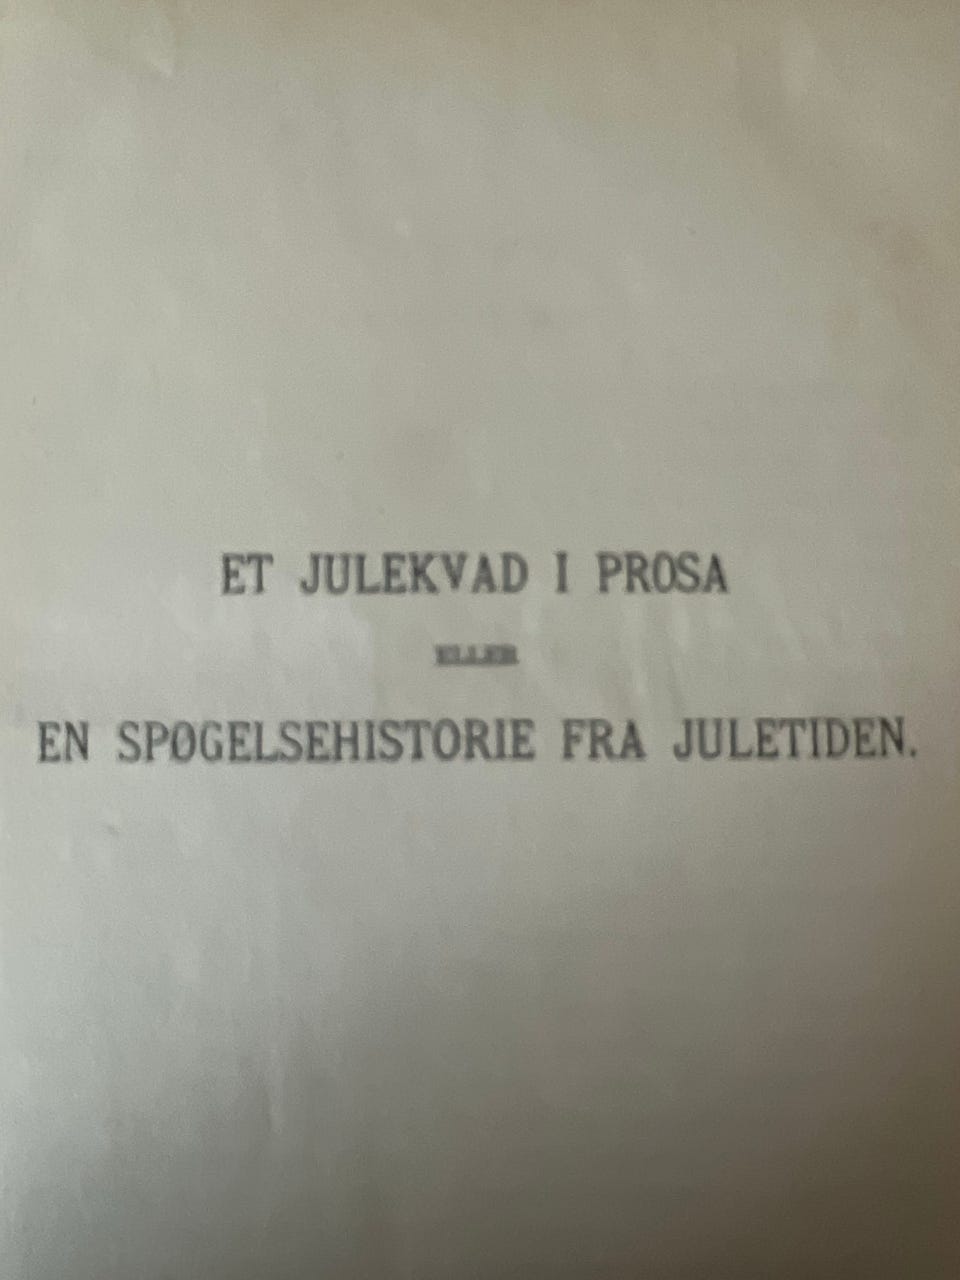 ET JULEKVAD I PROSA
ELLER
EN SPØGELSEHISTORIE FRA JULETIDEN.